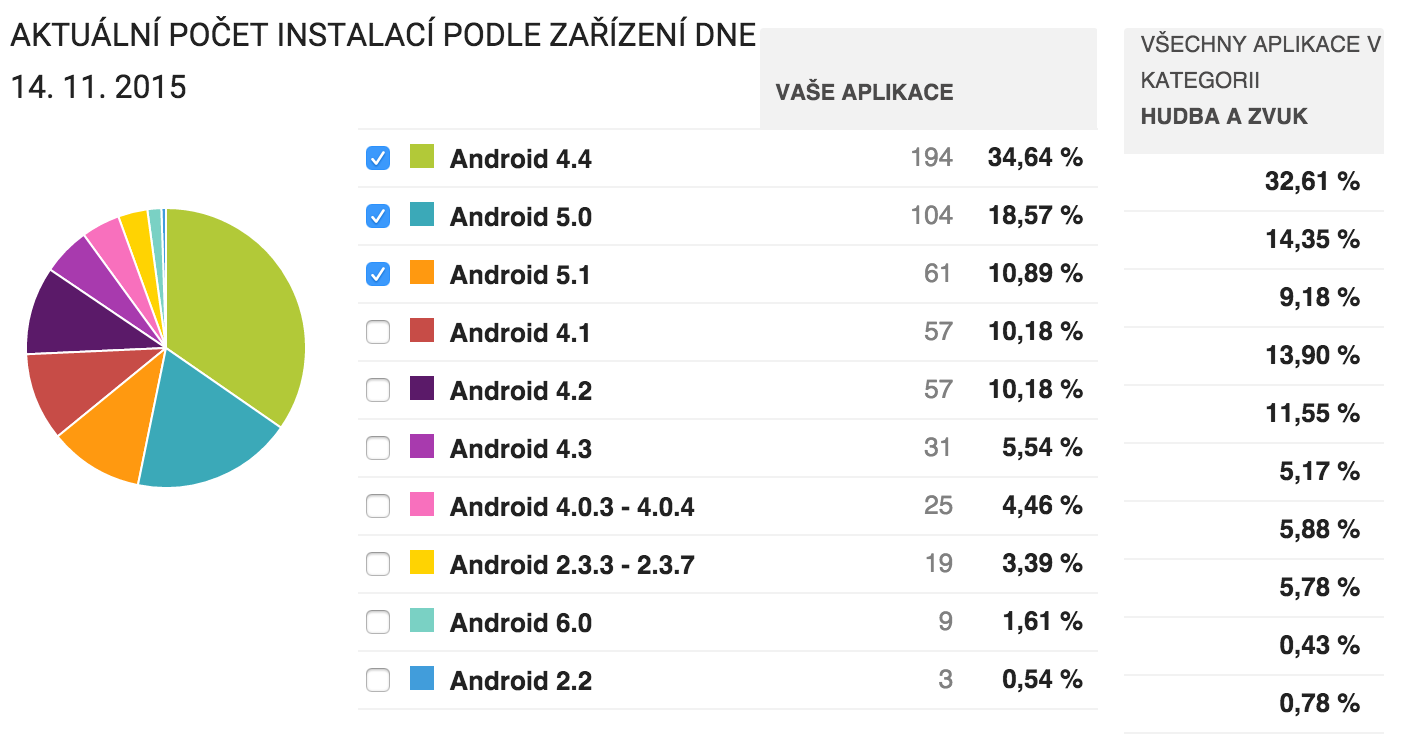 AKTUÁLNÍ POČET INSTALACÍ PODLE ZAŘÍZENÍ DNE
14. 11. 2015
VAŠE APLIKACE
VŠECHNY APLIKACE V
KATEGORII
HUDBA A ZVUK
Android 4.4 194 34,64 % 32,61 %
Android 5.0 104 18,57 % 14,35 %
Android 5.1 61 10,89 % 9,18 %
Android 4.1 57 10,18 % 13,90 %
Android 4.2 57 10,18 % 11,55 %
Android 4.3 31 5,54 % 5,17 %
Android 4.0.3 - 4.0.4 25 4,46 % 5,88 %
Android 2.3.3 - 2.3.7 19 3,39 % 5,78 %
Android 6.0 9 1,61 % 0,43 %
Android 2.2 3 0,54 % 0,78 %